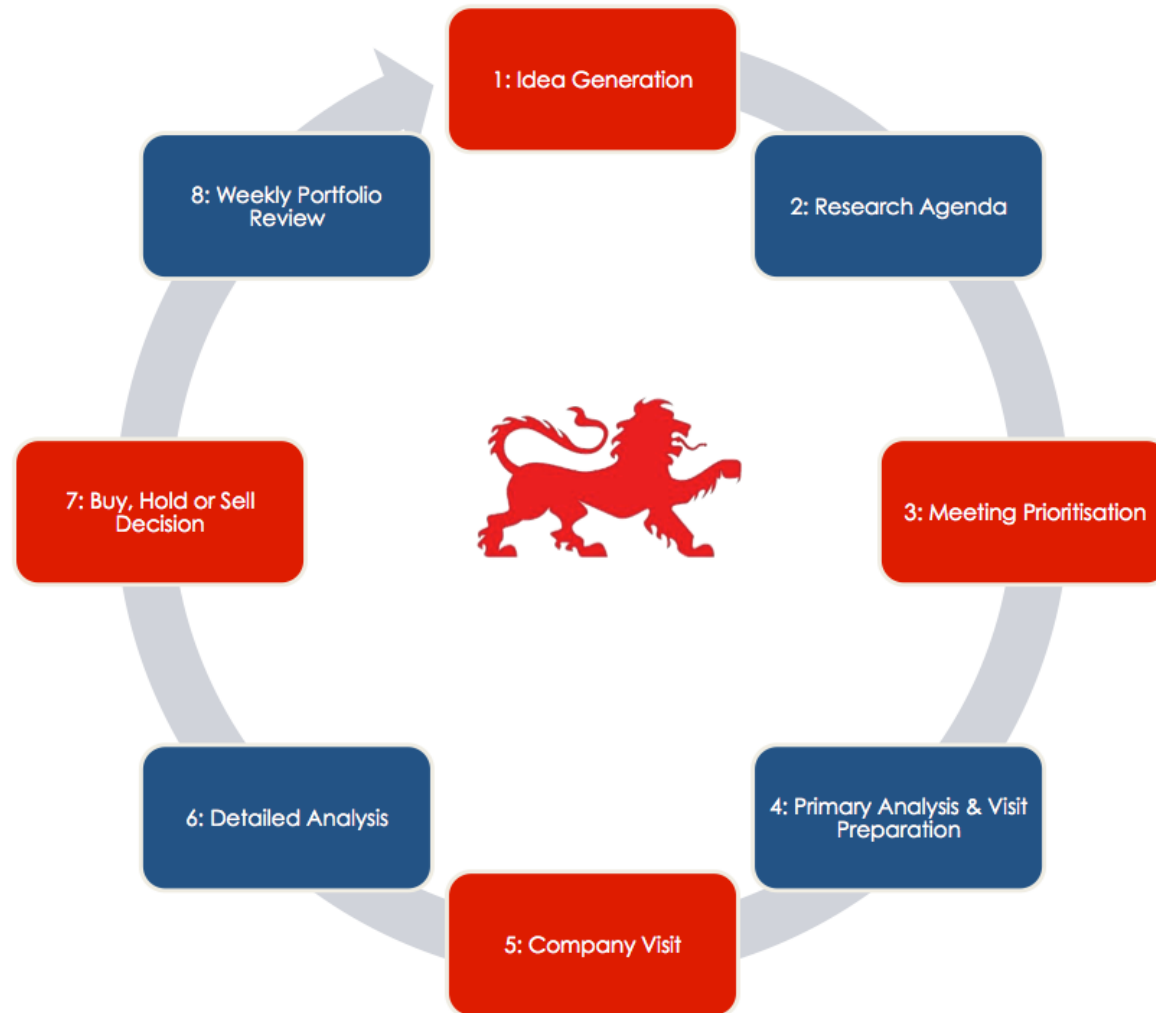 1: Idea Generation
2: Research Agenda
3: Meeting Prioritisation
4: Primary Analysis & Visit
Preparation
5: Company Visit
6: Detailed Analysis
7: Buy, Hold or Sell
Decision
8: Weekly Portfolio
Review